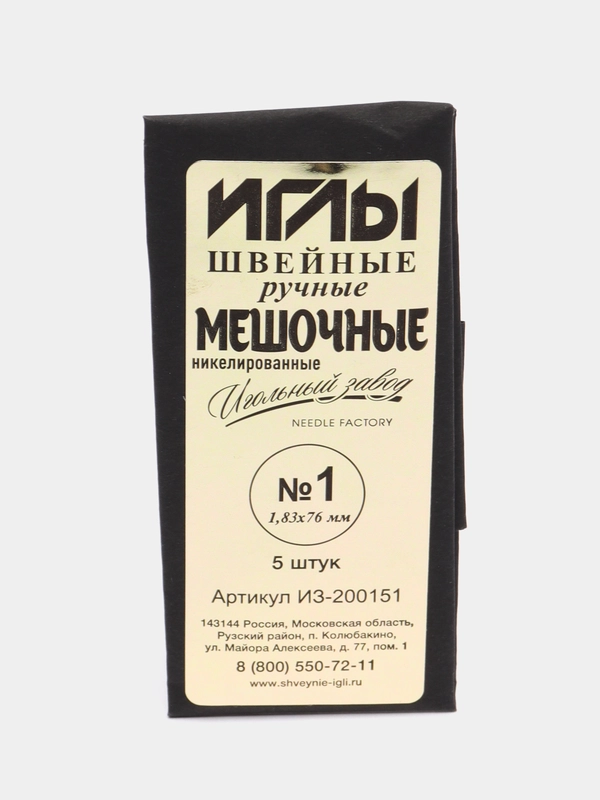 ИГЛЫ
ШВЕЙНЫЕ
ручные
МЕШОЧНЫЕ
никелированные
Игольный завод
NEEDLE FACTORY
№1
1,83х76 мм
5 штук
Артикул ИЗ-200151
143144 Россия, Московская область,
Рузский район, п. Колюбакино,
ул. Майора Алексеева, д. 77, пом. 1
8 (800) 550-72-11
www.shveynie-igli.ru